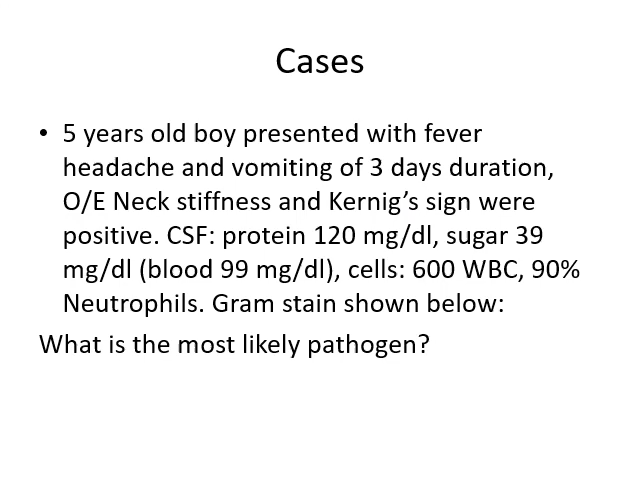 Cases
• 5 years old boy presented with fever
headache and vomiting of 3 days duration,
O/E Neck stiffness and Kernig’s sign were
positive. CSF: protein 120 mg/dl, sugar 39
mg/dl (blood 99 mg/dl), cells: 600 WBC, 90%
Neutrophils. Gram stain shown below:
What is the most likely pathogen?